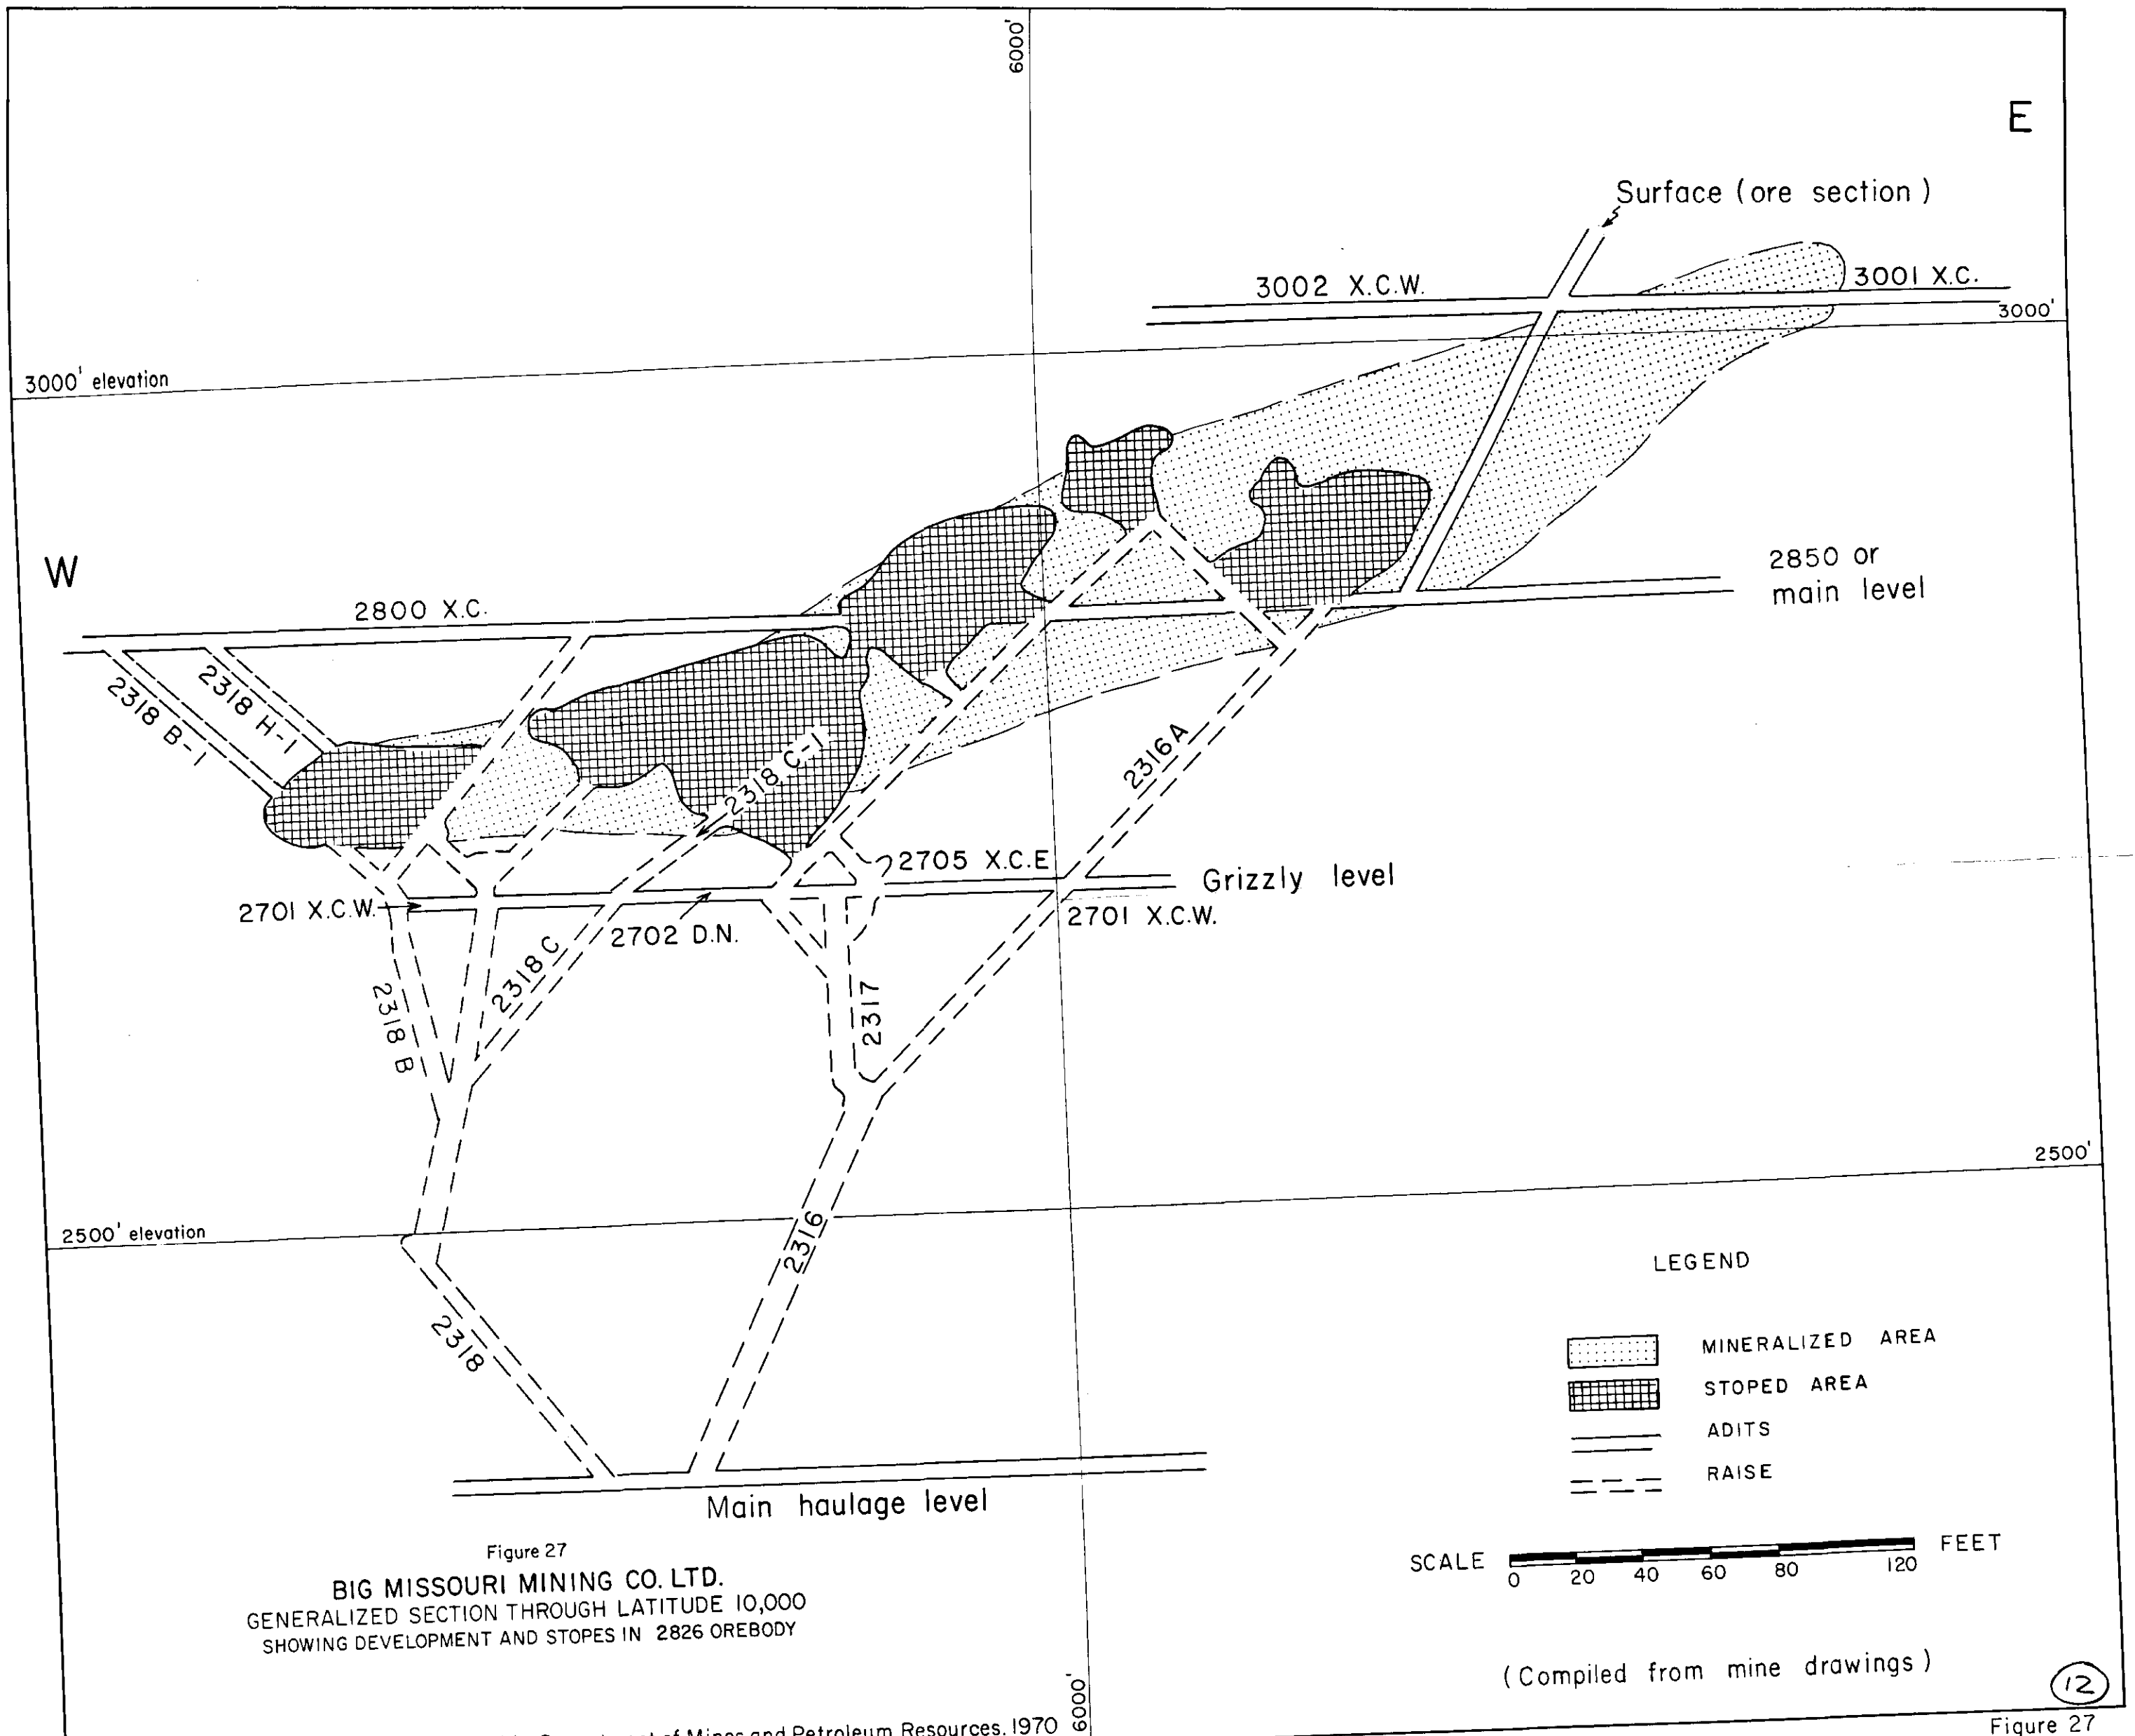 6000'
E
Surface (ore section)
3002 X.C.W.
3001 X.C.
3000'
3000' elevation
W
2850 or
main level
2800 X.C.
2318 H-1
2318 B-1
2318 C-1
2316A
2705 X.C.E
Grizzly level
2701 X.C.W.
2701 X.C.W.
2702 D.N.
2318 C
2318 B
2317
2500'
2500' elevation
2316
2318
LEGEND
MINERALIZED AREA
STOPED AREA
ADITS
RAISE
Main haulage level
SCALE
FEET
0 20 40 60 80 120
Figure 27
BIG MISSOURI MINING CO. LTD.
GENERALIZED SECTION THROUGH LATITUDE 10,000
SHOWING DEVELOPMENT AND STOPES IN 2826 OREBODY
(Compiled from mine drawings)
12
of Mines and Petroleum Resources, 1970
6000'
Figure 27